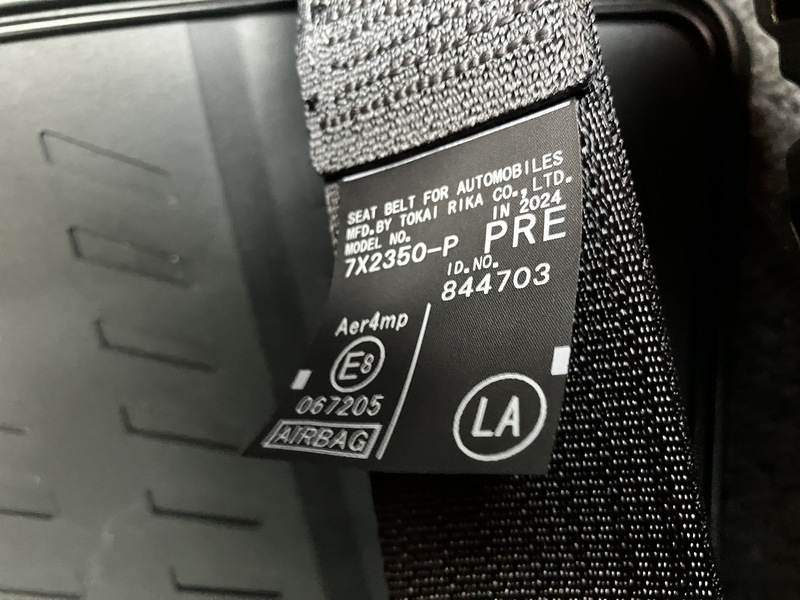 SEAT BELT FOR AUTOMOBILES
MFD.BY TOKAI RIKA CO.,LTD.
MODEL NO. IN 2024
7X2350-P PRE
ID.NO.
844703
Aer4mp
E8
067205
AIRBAG
LA